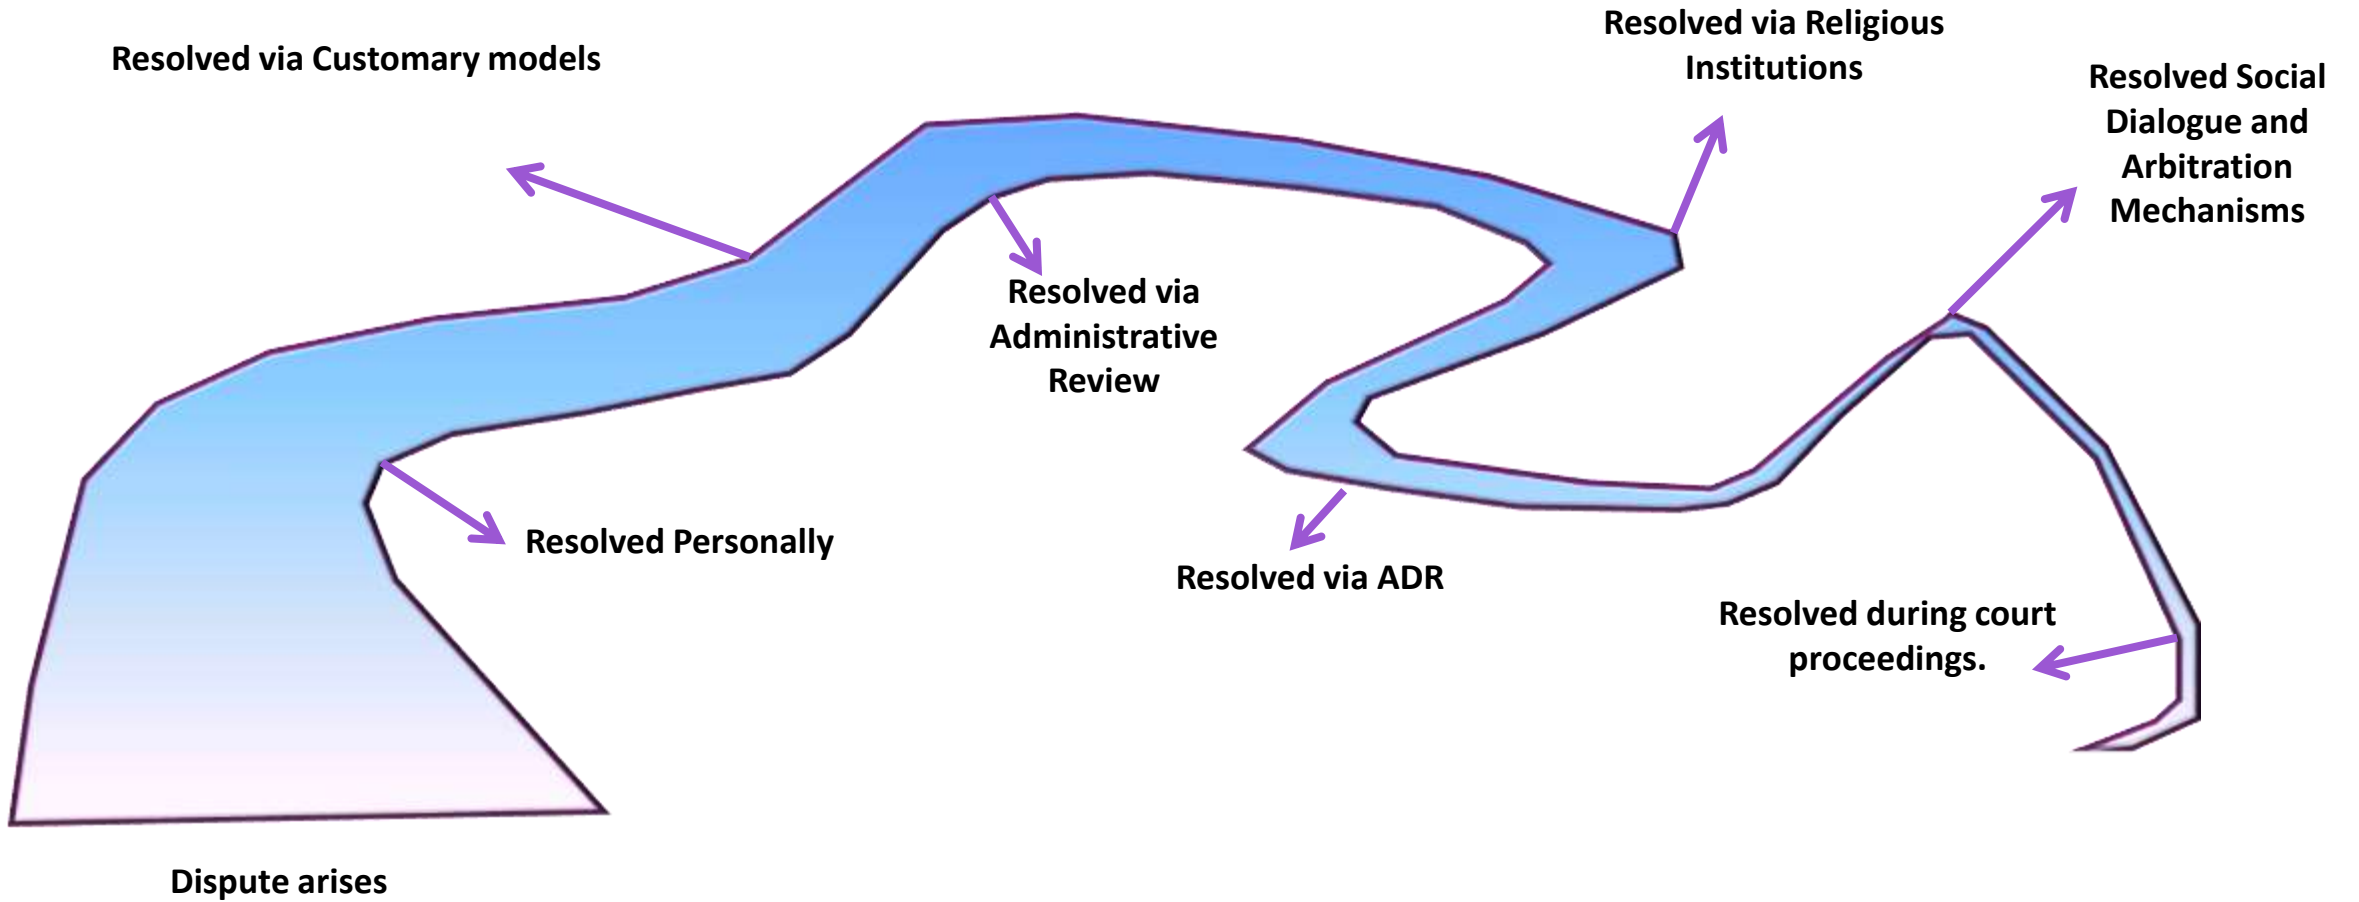 Resolved via Customary models
Resolved via Religious
Institutions
Resolved Social
Dialogue and
Arbitration
Mechanisms
Resolved via
Administrative
Review
Resolved Personally
Resolved via ADR
Resolved during court
proceedings.
Dispute arises